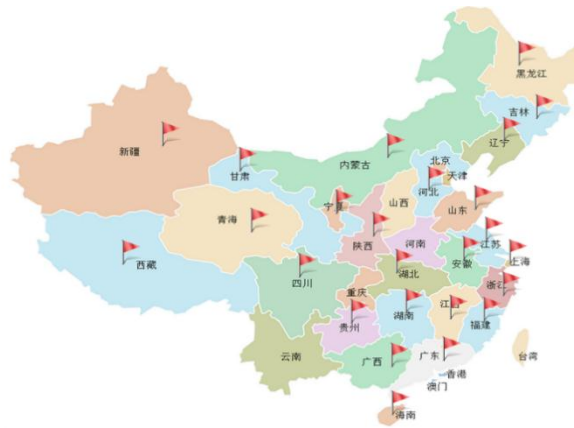 黑龙江
吉林
辽宁
新疆
甘肃
内蒙古
北京
天津
河北
宁夏
山西
山东
青海
陕西
河南
江苏
西藏
四川
湖北
安徽
上海
重庆
浙江
贵州
湖南
江西
福建
云南
广西
广东
台湾
香港
澳门
海南